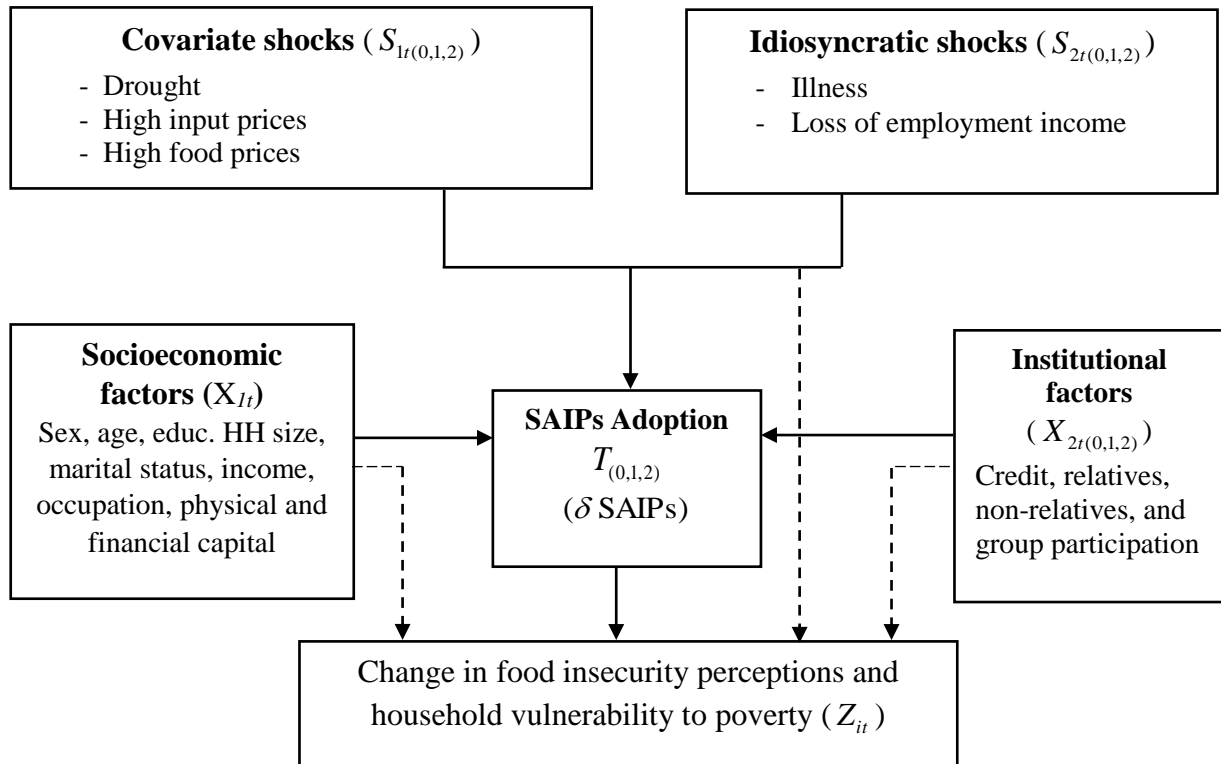 Covariate shocks ( S1t(0,1,2) )
- Drought
- High input prices
- High food prices
Idiosyncratic shocks ( S2t(0,1,2) )
- Illness
- Loss of employment income
Socioeconomic
factors (X1t)
Sex, age, educ. HH size,
marital status, income,
occupation, physical and
financial capital
SAIPs Adoption
T(0,1,2)
(δ SAIPs)
Institutional
factors
( X2t(0,1,2) )
Credit, relatives,
non-relatives, and
group participation
Change in food insecurity perceptions and
household vulnerability to poverty ( Zit )